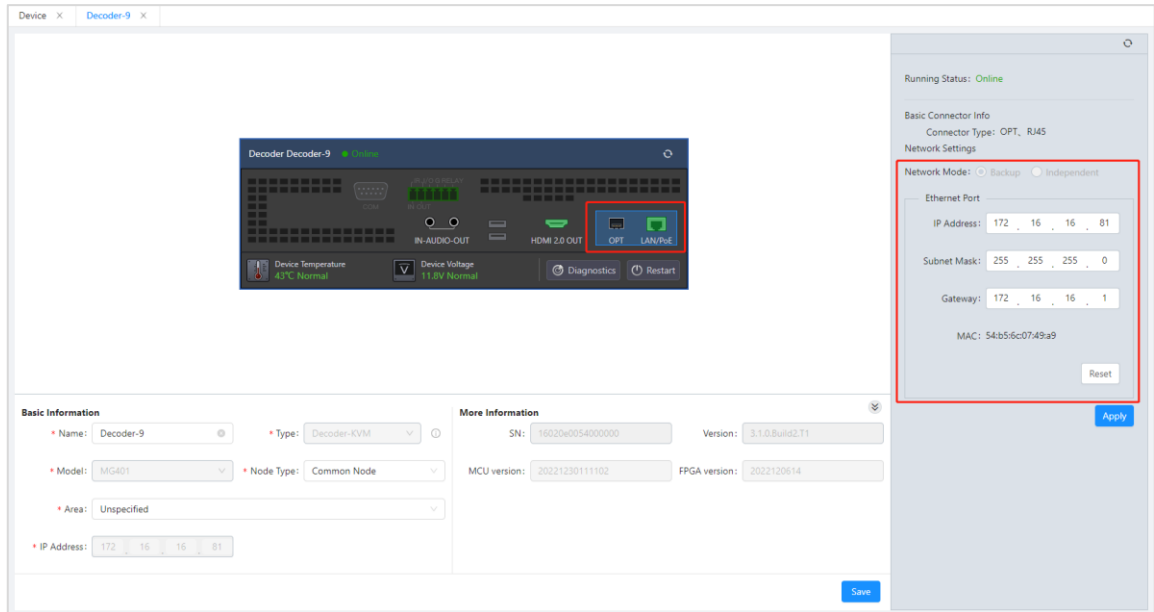 Device × Decoder-9 ×
Running Status: Online
Basic Connector Info
Connector Type: OPT、RJ45
Network Settings
Network Mode: Backup Independent
Ethernet Port
IP Address: 172 . 16 . 16 . 81
Subnet Mask: 255 . 255 . 255 . 0
Gateway: 172 . 16 . 16 . 1
MAC: 54:b5:6c:07:49:a9
Reset
Apply
Decoder Decoder-9 Online
COM
IN-AUDIO-OUT
HDMI 2.0 OUT
OPT
LAN/PoE
Device Temperature
43°C Normal
Device Voltage
11.8V Normal
Diagnostics
Restart
Basic Information
* Name: Decoder-9
* Type: Decoder-KVM
* Model: MG401
* Node Type: Common Node
* Area: Unspecified
* IP Address: 172 . 16 . 16 . 81
More Information
SN: 16020e0054000000
Version: 3.1.0.Build2.T1
MCU version: 20221230111102
FPGA version: 2022120614
Save